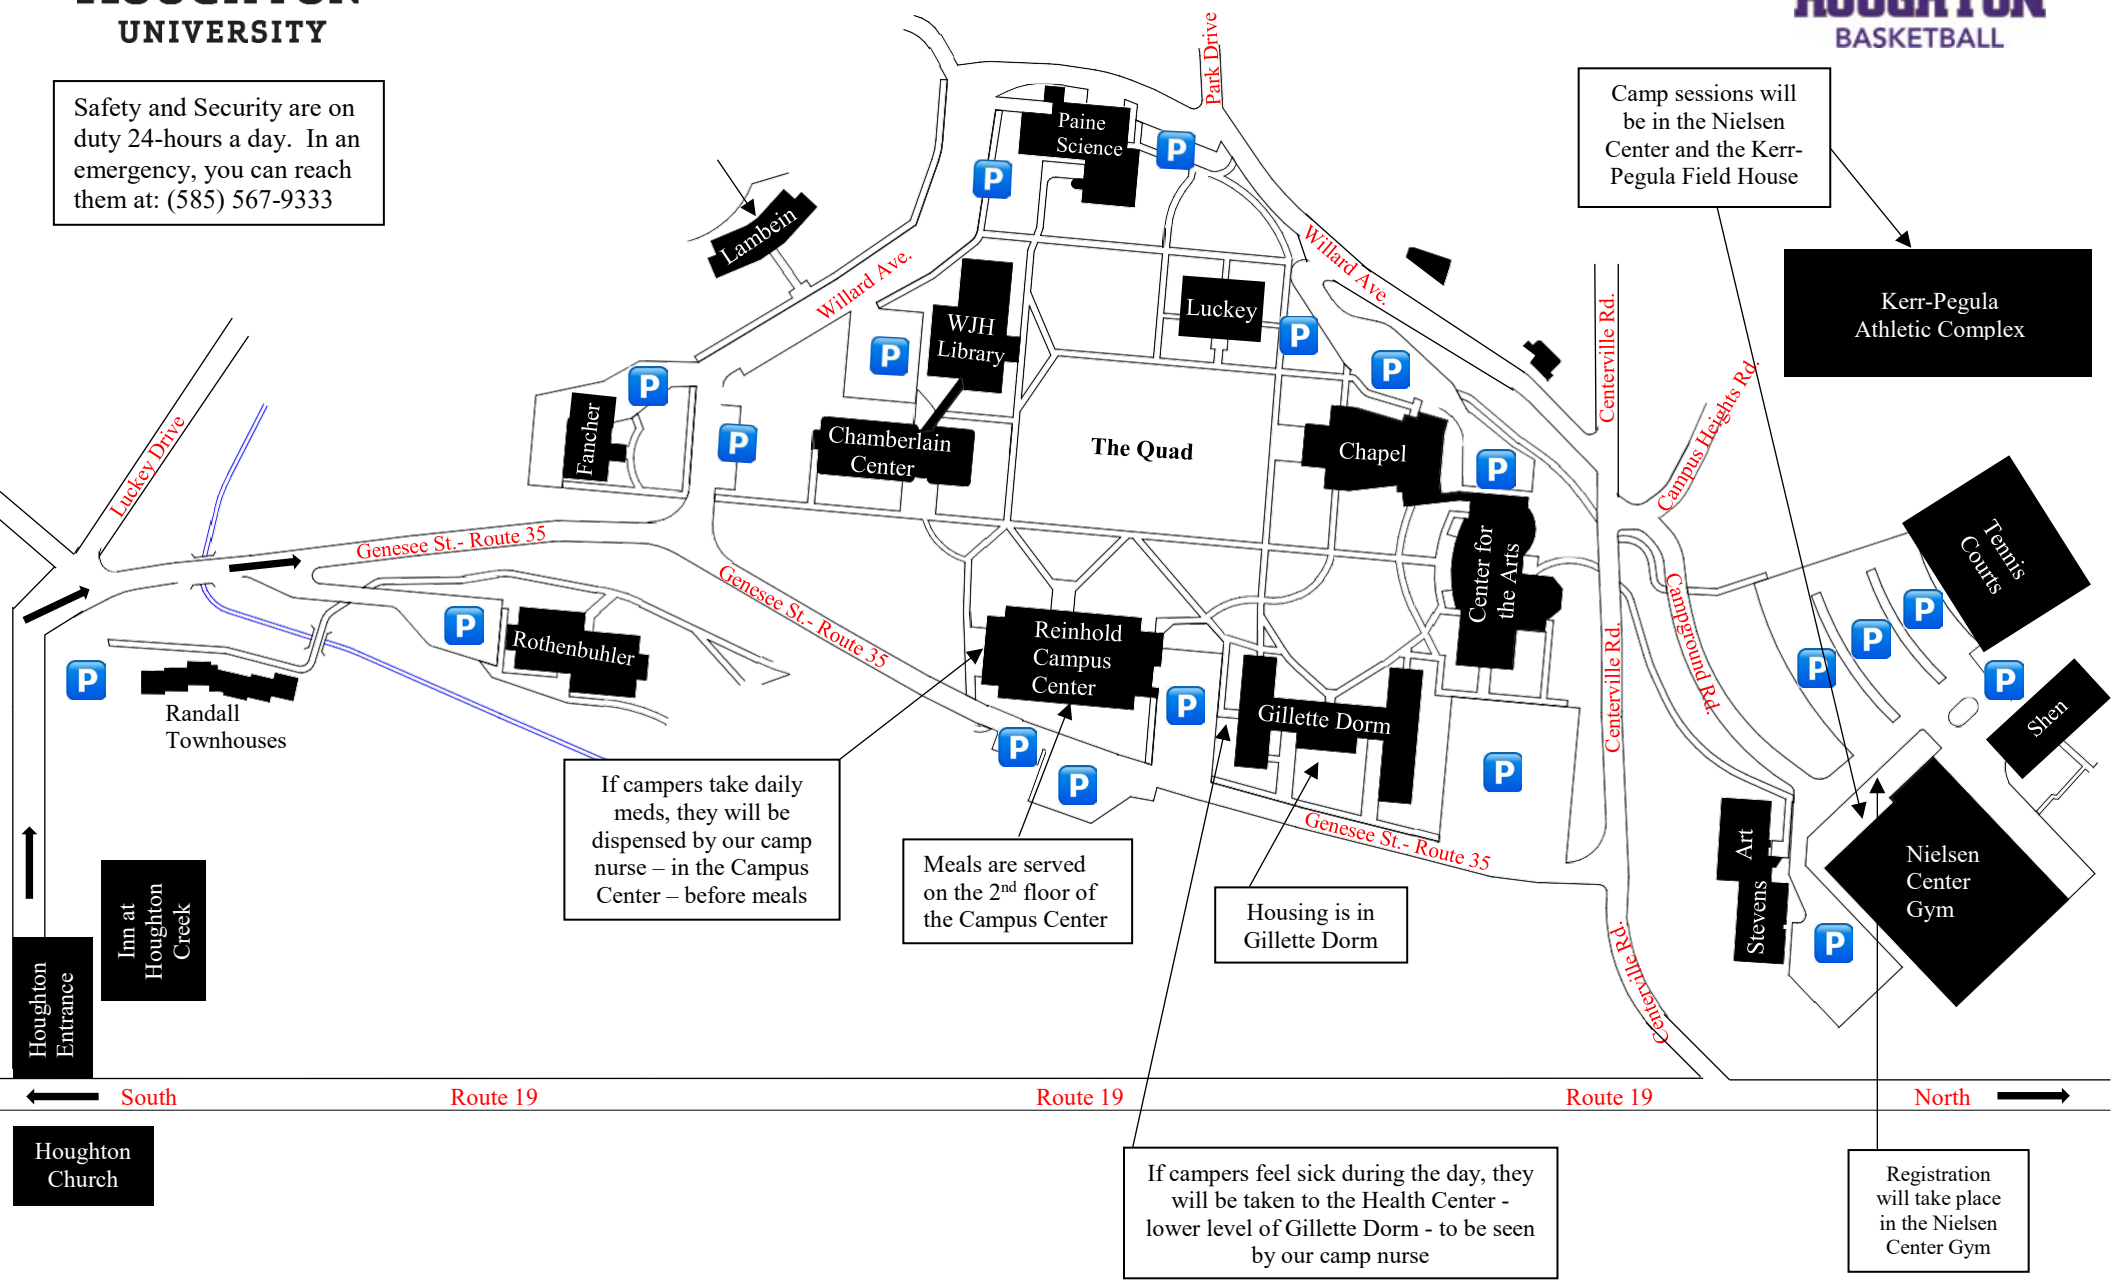 HOUGHTON
UNIVERSITY
HOUGHTON
BASKETBALL
Safety and Security are on
duty 24-hours a day.  In an
emergency, you can reach
them at: (585) 567-9333
Camp sessions will
be in the Nielsen
Center and the Kerr-
Pegula Field House
Park Drive
Paine
Science
P
P
Lambein
Willard Ave.
Willard Ave.
Kerr-Pegula
Athletic Complex
Luckey
WJH
Library
P
P
P
P
Centerville Rd.
Campus Heights Rd.
Luckey Drive
Fancher
P
Chamberlain
Center
The Quad
Chapel
P
Tennis
Courts
Genesee St.- Route 35
Genesee St.- Route 35
Center for
the Arts
Campground Rd.
P
P
P
P
P
Rothenbuhler
Reinhold
Campus
Center
Centerville Rd.
P
Randall
Townhouses
P
Gillette Dorm
Shen
P
P
P
If campers take daily
meds, they will be
dispensed by our camp
nurse – in the Campus
Center – before meals
Meals are served
on the 2nd floor of
the Campus Center
Genesee St.- Route 35
Housing is in
Gillette Dorm
Stevens Art
Nielsen
Center
Gym
P
Inn at
Houghton
Creek
Houghton
Entrance
Centerville Rd.
South
Route 19
Route 19
Route 19
North
Houghton
Church
If campers feel sick during the day, they
will be taken to the Health Center -
lower level of Gillette Dorm - to be seen
by our camp nurse
Registration
will take place
in the Nielsen
Center Gym